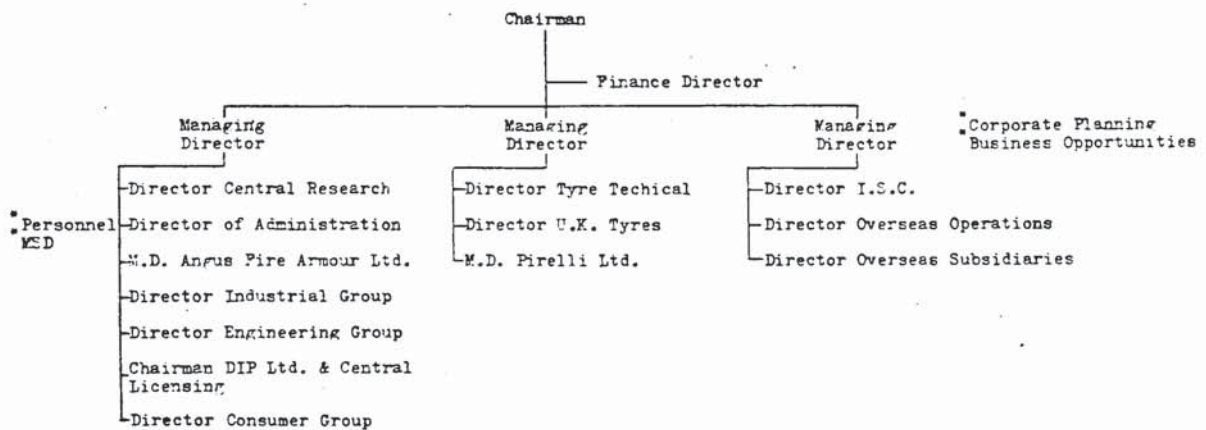 Chairman
Finance Director
Managing Director
Managing Director
Managing Director
Corporate Planning
Business Opportunities
Director Central Research
Director of Administration
Personnel
MSD
M.D. Angus Fire Armour Ltd.
Director Industrial Group
Director Engineering Group
Chairman DIP Ltd. & Central
Licensing
Director Consumer Group
Director Tyre Techical
Director U.K. Tyres
M.D. Pirelli Ltd.
Director I.S.C.
Director Overseas Operations
Director Overseas Subsidiaries